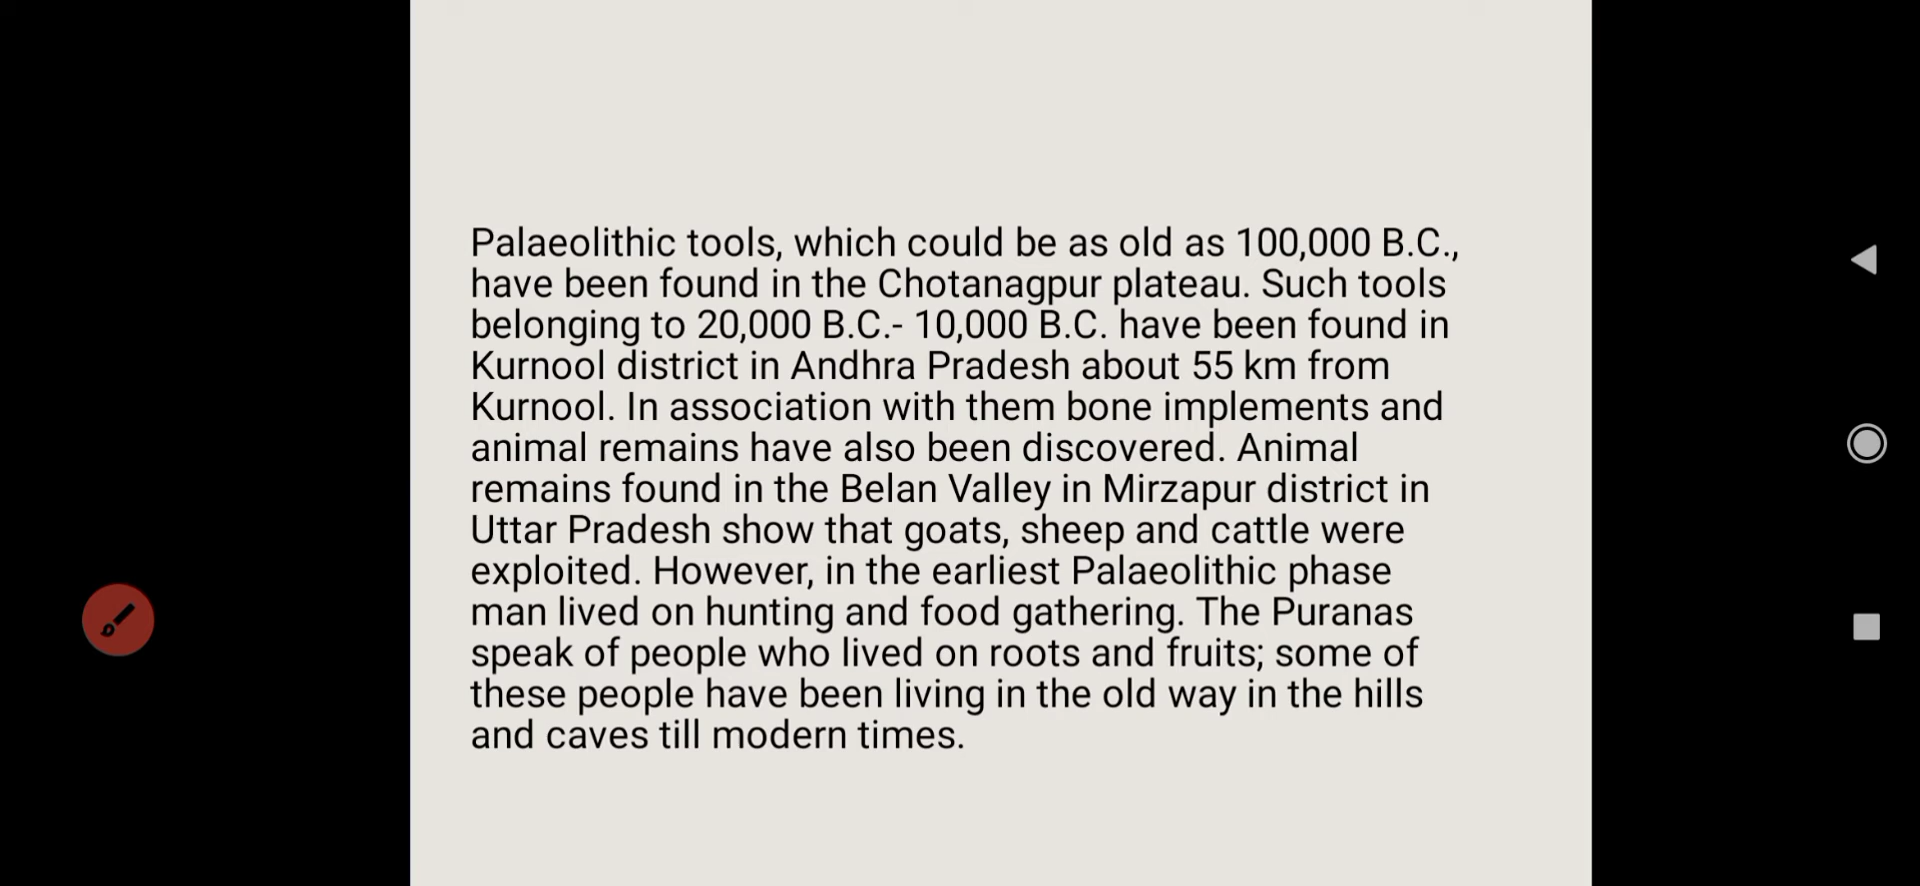 Palaeolithic tools, which could be as old as 100,000 B.C.,
have been found in the Chotanagpur plateau. Such tools
belonging to 20,000 B.C.- 10,000 B.C. have been found in
Kurnool district in Andhra Pradesh about 55 km from
Kurnool. In association with them bone implements and
animal remains have also been discovered. Animal
remains found in the Belan Valley in Mirzapur district in
Uttar Pradesh show that goats, sheep and cattle were
exploited. However, in the earliest Palaeolithic phase
man lived on hunting and food gathering. The Puranas
speak of people who lived on roots and fruits; some of
these people have been living in the old way in the hills
and caves till modern times.